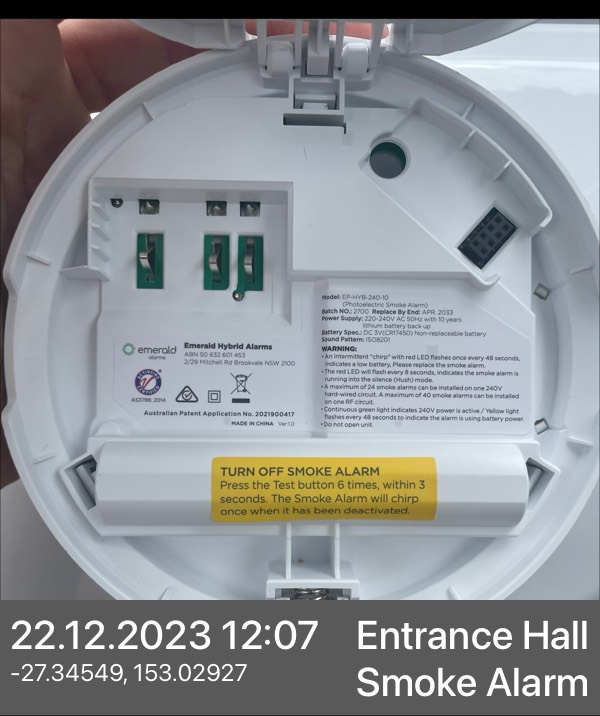 Model: EP-HYB-240-10
(Photoelectric Smoke Alarm)
Batch NO.: 2700 Replace By End: APR, 2033
Power Supply: 220-240V AC 50Hz with 10 years
lithium battery back up
Battery Spec.: DC 3V(CR17450) Non-replaceable battery
Sound Pattern: ISO8201
WARNING:
• An intermittent "chirp" with red LED flashes once every 48 seconds,
indicates a low battery, Please replace the smoke alarm.
• The red LED will flash every 8 seconds, indicates the smoke alarm is
running into the silence (Hush) mode.
• A maximum of 24 smoke alarms can be installed on one 240V
hard-wired circuit. A maximum of 40 smoke alarms can be installed
on one RF circuit.
• Continuous green light indicates 240V power is active / Yellow light
flashes every 48 seconds to indicate the alarm is using battery power.
• Do not open unit.
emerald
alarms
Emerald Hybrid Alarms
ABN 50 632 601 453
2/29 Mitchell Rd Brookvale NSW 2100
AS3786: 2014
Australian Patent Application No. 2021900417
MADE IN CHINA Ver1.0
TURN OFF SMOKE ALARM
Press the Test button 6 times, within 3
seconds. The Smoke Alarm will chirp
once when it has been deactivated.
22.12.2023 12:07
-27.34549, 153.02927
Entrance Hall
Smoke Alarm